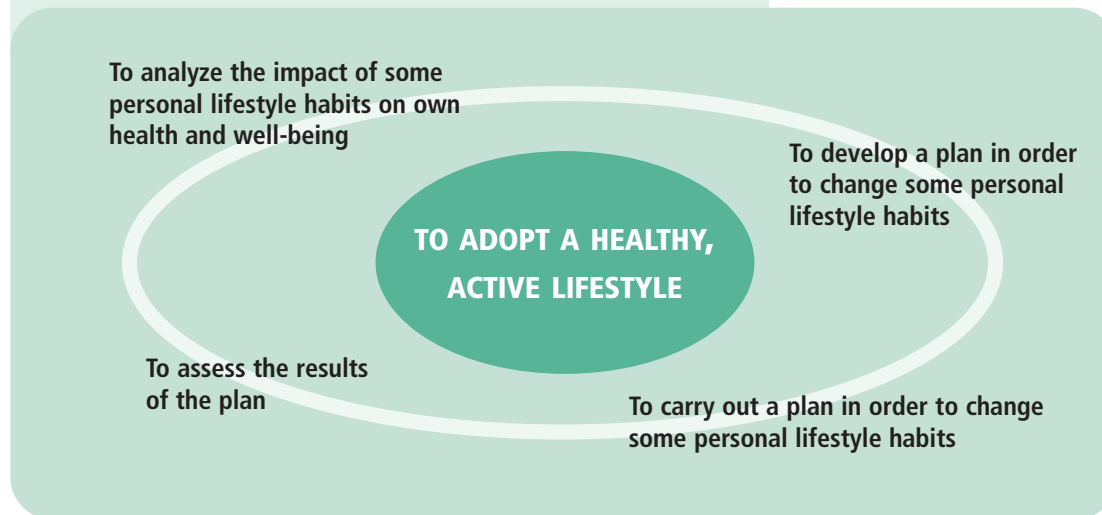 To analyze the impact of some
personal lifestyle habits on own
health and well-being
To develop a plan in order
to change some personal
lifestyle habits
TO ADOPT A HEALTHY,
ACTIVE LIFESTYLE
To assess the results
of the plan
To carry out a plan in order to change
some personal lifestyle habits